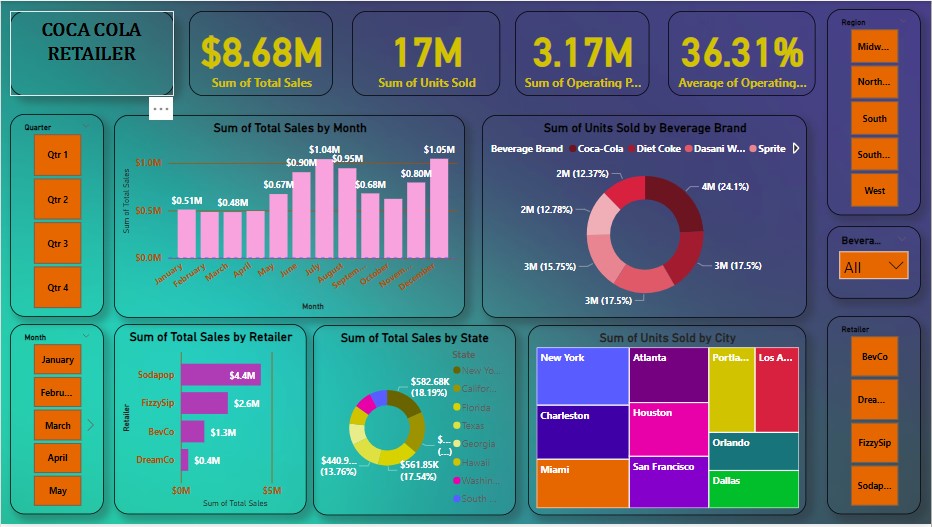 COCA COLA
RETAILER
$8.68M
Sum of Total Sales
17M
Sum of Units Sold
3.17M
Sum of Operating P...
36.31%
Average of Operating...
Region
Midw...
North...
South
South...
West
Quarter
Qtr 1
Qtr 2
Qtr 3
Qtr 4
Sum of Total Sales by Month
Sum of Total Sales
$1.0M
$0.5M
$0.0M
$0.51M
$0.48M
$0.67M
$0.90M
$1.04M
$0.95M
$0.68M
$0.80M
$1.05M
January
February
March
April
May
June
July
August
Septem...
October
Novem...
December
Month
Sum of Units Sold by Beverage Brand
Beverage Brand Coca-Cola Diet Coke Dasani W... Sprite
4M (24.1%)
3M (17.5%)
3M (17.5%)
3M (15.75%)
2M (12.78%)
2M (12.37%)
Bevera...
All
Month
January
Febru...
March
April
May
Sum of Total Sales by Retailer
Retailer
Sodapop
$4.4M
FizzySip
$2.6M
BevCo
$1.3M
DreamCo
$0.4M
$0M
$5M
Sum of Total Sales
Sum of Total Sales by State
State
New Yo...
Califor...
Florida
Texas
Georgia
Hawaii
Washin...
South ...
$582.68K
(18.19%)
$...
(...)
$561.85K
(17.54%)
$440.9...
(13.76%)
Sum of Units Sold by City
New York
Charleston
Miami
Atlanta
Houston
San Francisco
Portla...
Los A...
Orlando
Dallas
Retailer
BevCo
Drea...
FizzySip
Sodap...